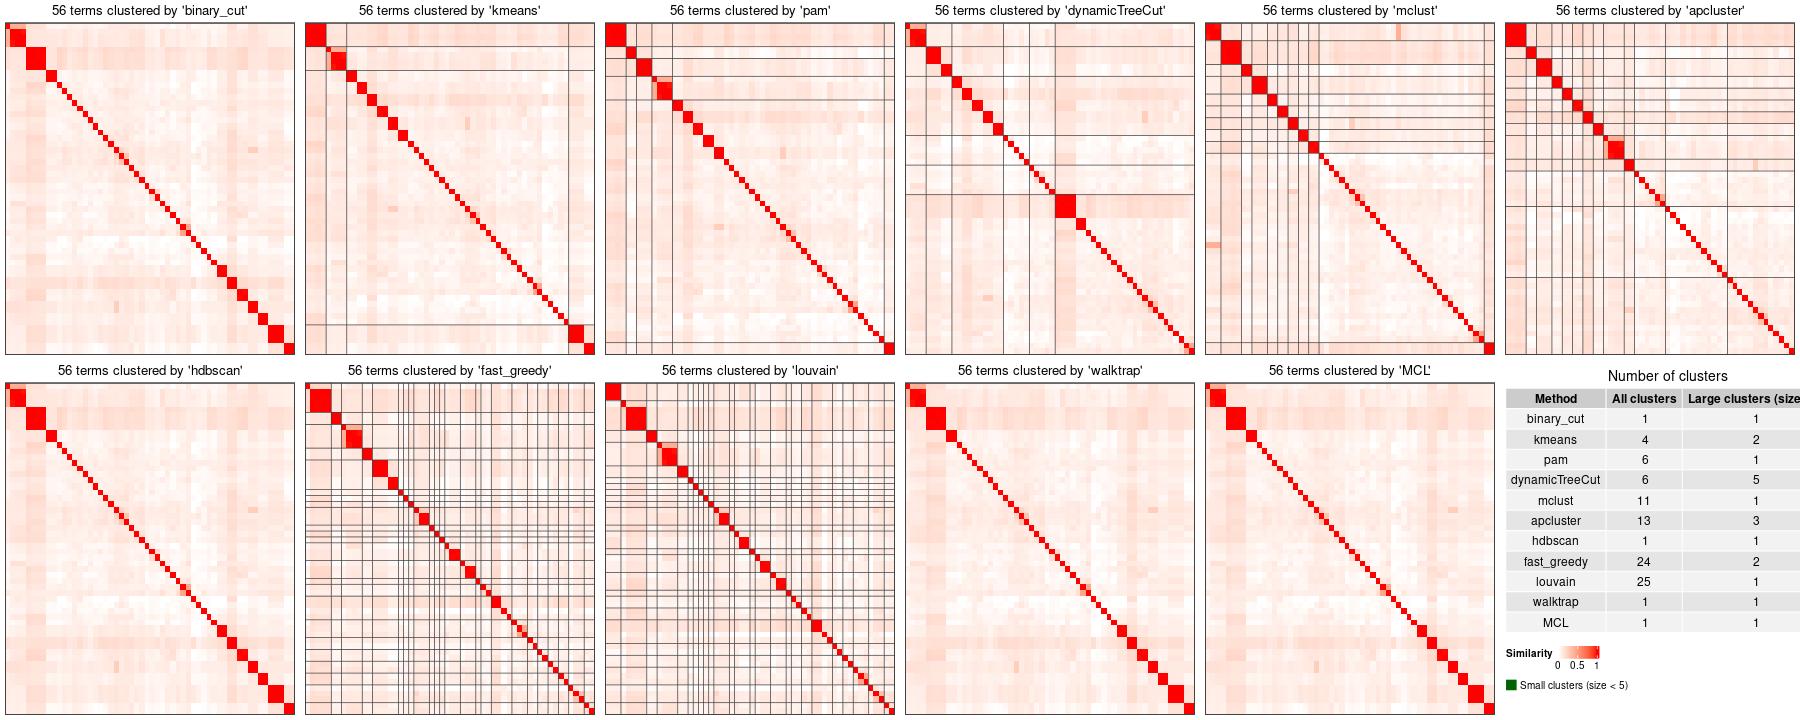 56 terms clustered by 'binary_cut'
56 terms clustered by 'kmeans'
56 terms clustered by 'pam'
56 terms clustered by 'dynamicTreeCut'
56 terms clustered by 'mclust'
56 terms clustered by 'apcluster'
56 terms clustered by 'hdbscan'
56 terms clustered by 'fast_greedy'
56 terms clustered by 'louvain'
56 terms clustered by 'walktrap'
56 terms clustered by 'MCL'
Number of clusters
Method All clusters Large clusters (size
binary_cut 1 1
kmeans 4 2
pam 6 1
dynamicTreeCut 6 5
mclust 11 1
apcluster 13 3
hdbscan 1 1
fast_greedy 24 2
louvain 25 1
walktrap 1 1
MCL 1 1
Similarity
0 0.5 1
Small clusters (size < 5)